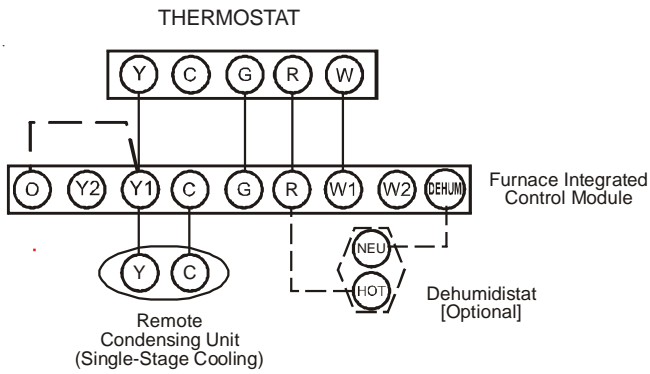 THERMOSTAT
Y C G R W
O Y2 Y1 C G R W1 W2 DEHUM
Furnace Integrated
Control Module
NEU
Y C
HOT
Dehumidistat
[Optional]
Remote
Condensing Unit
(Single-Stage Cooling)